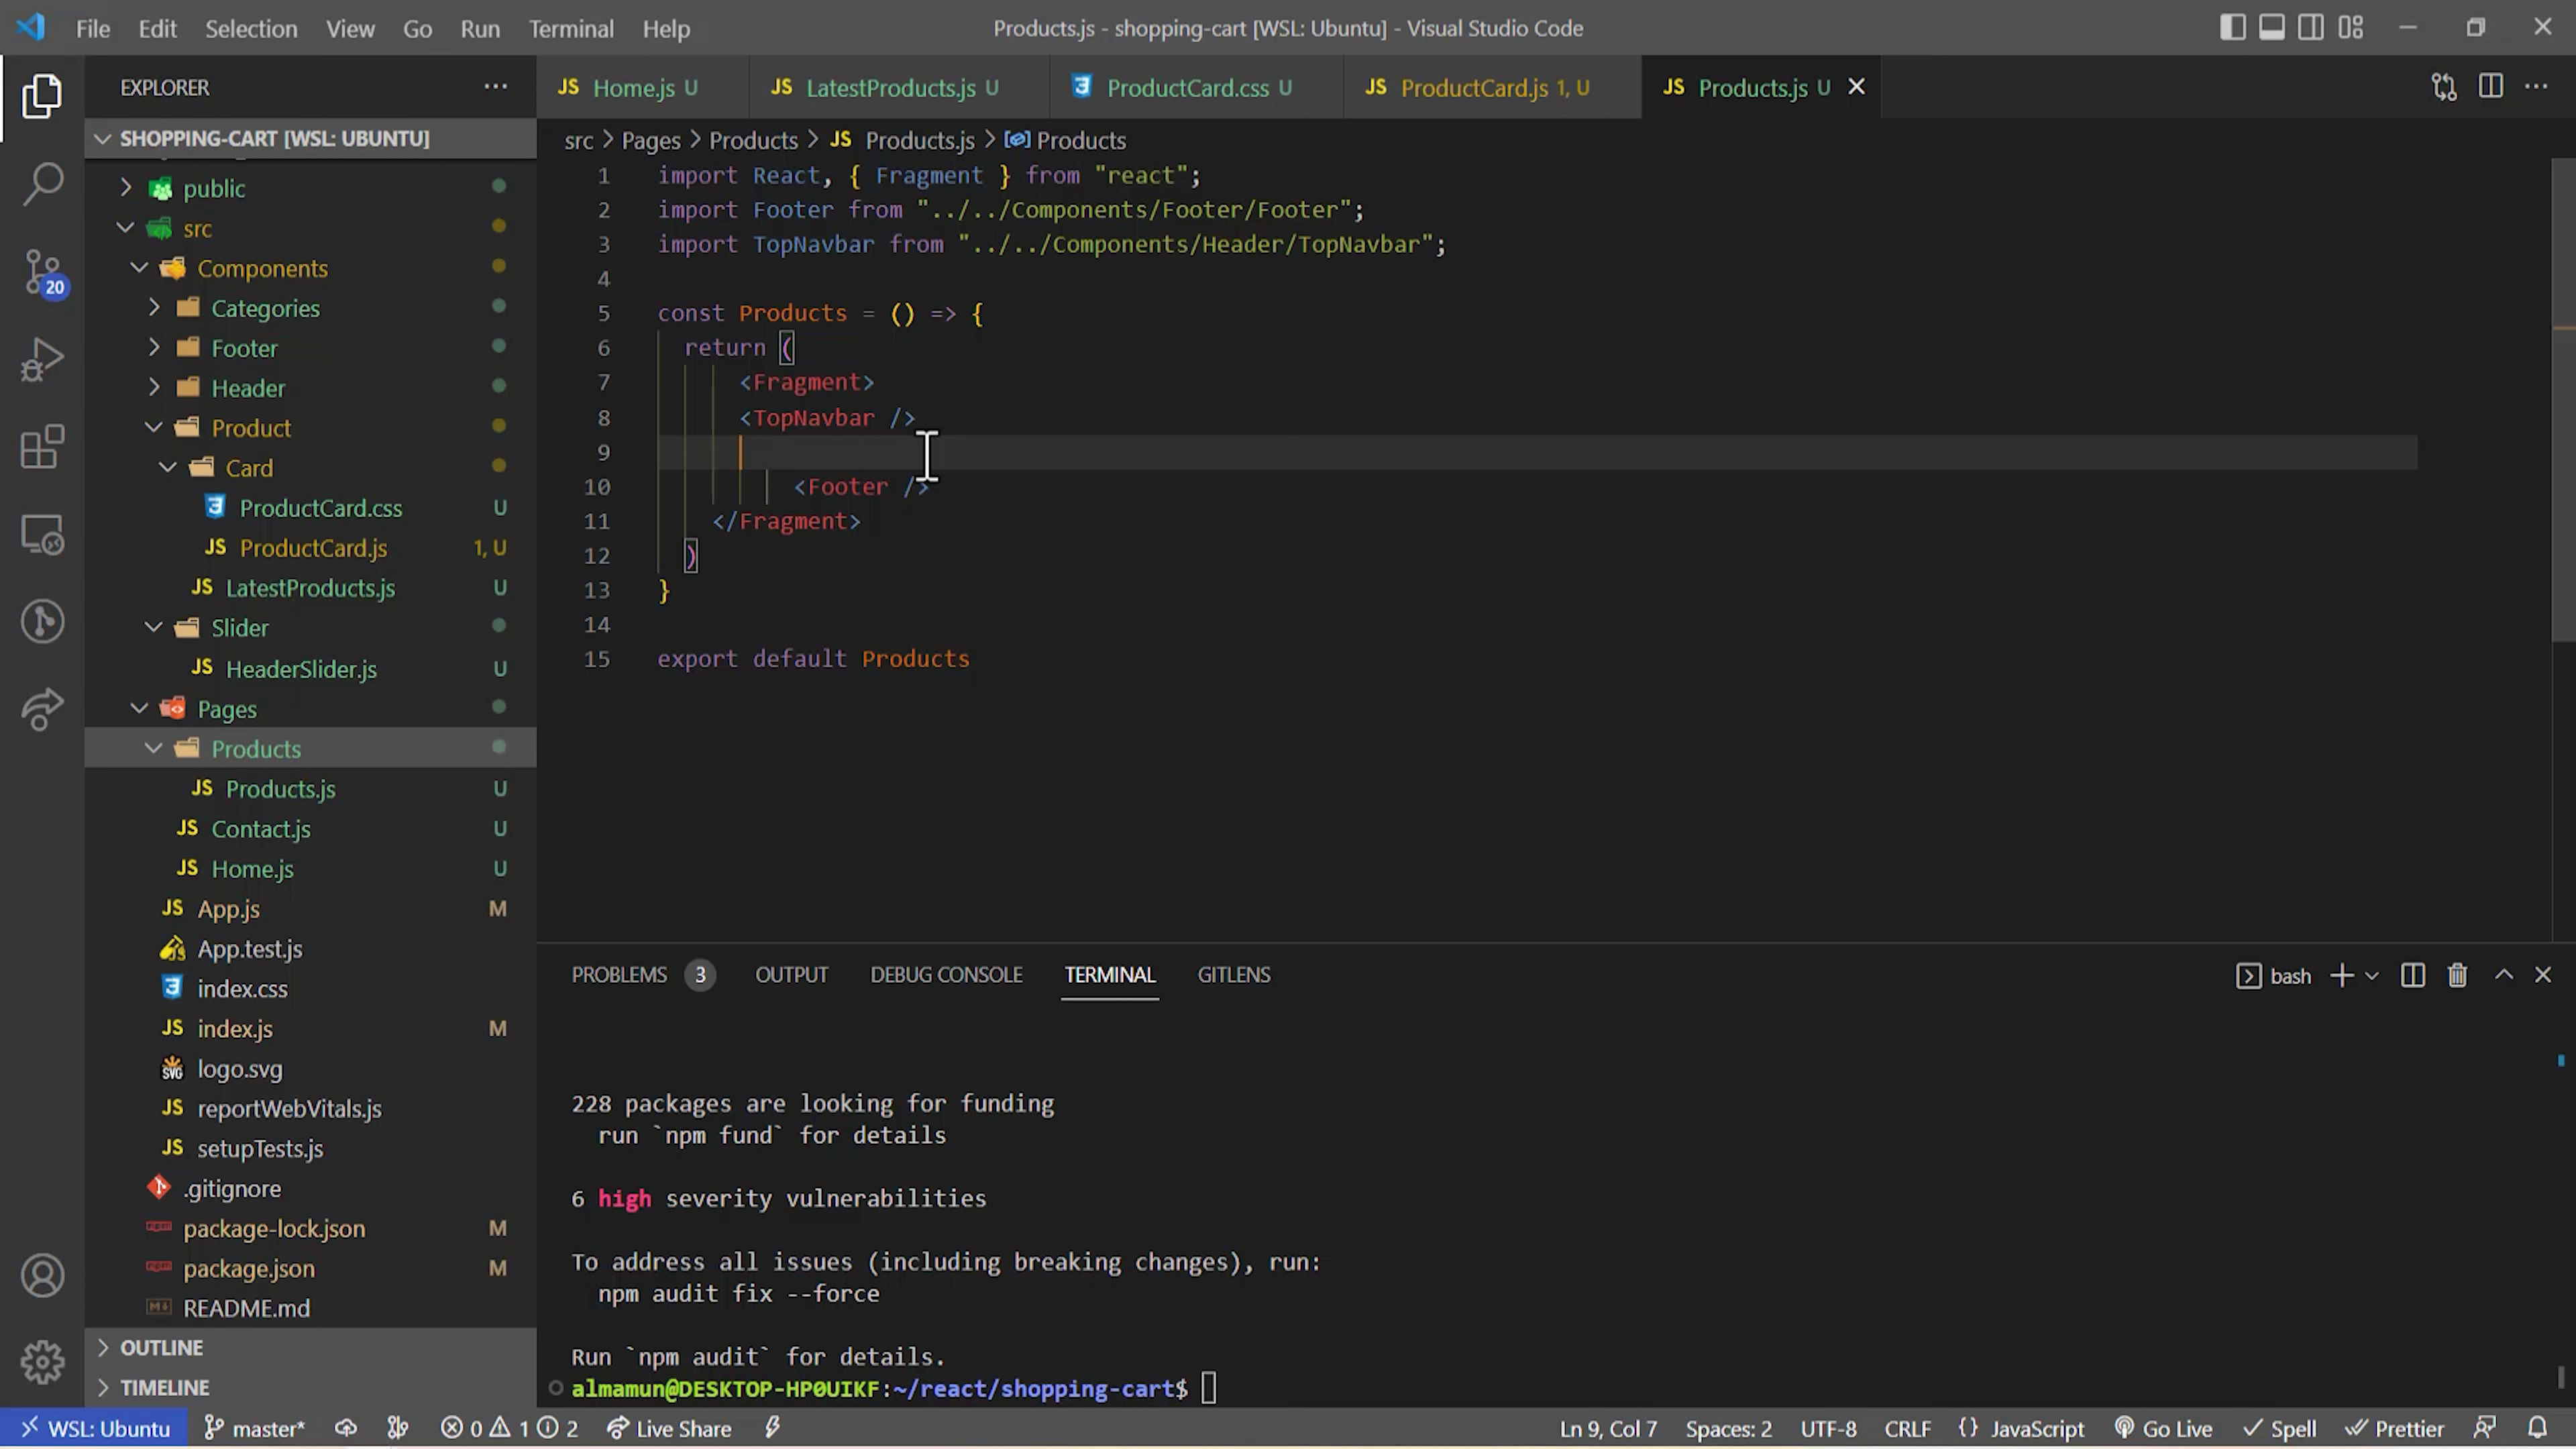 File Edit Selection View Go Run Terminal Help
Products.js - shopping-cart [WSL: Ubuntu] - Visual Studio Code
EXPLORER
SHOPPING-CART [WSL: UBUNTU]
public
src
Components
Categories
Footer
Header
Product
Card
ProductCard.css U
ProductCard.js 1, U
LatestProducts.js U
Slider
HeaderSlider.js U
Pages
Products
Products.js U
Contact.js U
Home.js U
App.js M
App.test.js
index.css
index.js M
logo.svg
reportWebVitals.js
setupTests.js
.gitignore
package-lock.json M
package.json M
README.md
OUTLINE
TIMELINE
20
JS Home.js U JS LatestProducts.js U ProductCard.css U JS ProductCard.js 1, U JS Products.js U
src > Pages > Products > JS Products.js > Products
1 import React, { Fragment } from "react";
2 import Footer from "../../Components/Footer/Footer";
3 import TopNavbar from "../../Components/Header/TopNavbar";
4
5 const Products = () => {
6 return (
7 <Fragment>
8 <TopNavbar />
9
10 <Footer />
11 </Fragment>
12 )
13 }
14
15 export default Products
PROBLEMS 3 OUTPUT DEBUG CONSOLE TERMINAL GITLENS bash
228 packages are looking for funding
run `npm fund` for details
6 high severity vulnerabilities
To address all issues (including breaking changes), run:
npm audit fix --force
Run `npm audit` for details.
almamun@DESKTOP-HP0UIKF:~/react/shopping-cart$
WSL: Ubuntu master* 0 1 2 Live Share Ln 9, Col 7 Spaces: 2 UTF-8 CRLF {} JavaScript Go Live Spell Prettier